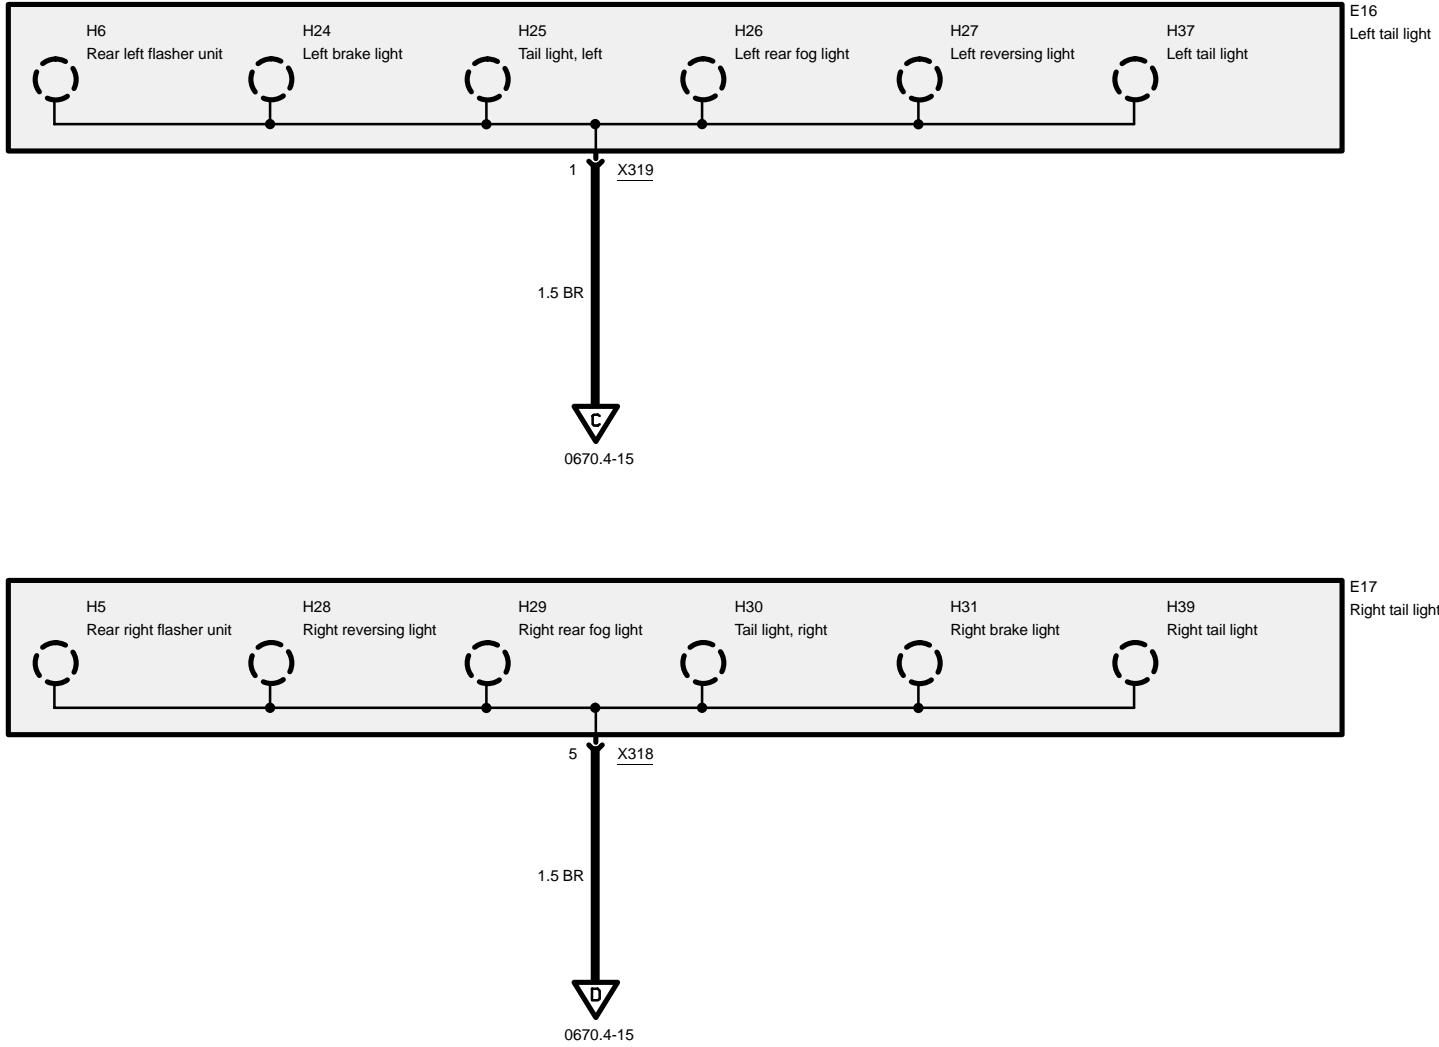 E16
Left tail light
H6
Rear left flasher unit
H24
Left brake light
H25
Tail light, left
H26
Left rear fog light
H27
Left reversing light
H37
Left tail light
1
X319
1.5 BR
C
0670.4-15
E17
Right tail light
H5
Rear right flasher unit
H28
Right reversing light
H29
Right rear fog light
H30
Tail light, right
H31
Right brake light
H39
Right tail light
5
X318
1.5 BR
D
0670.4-15